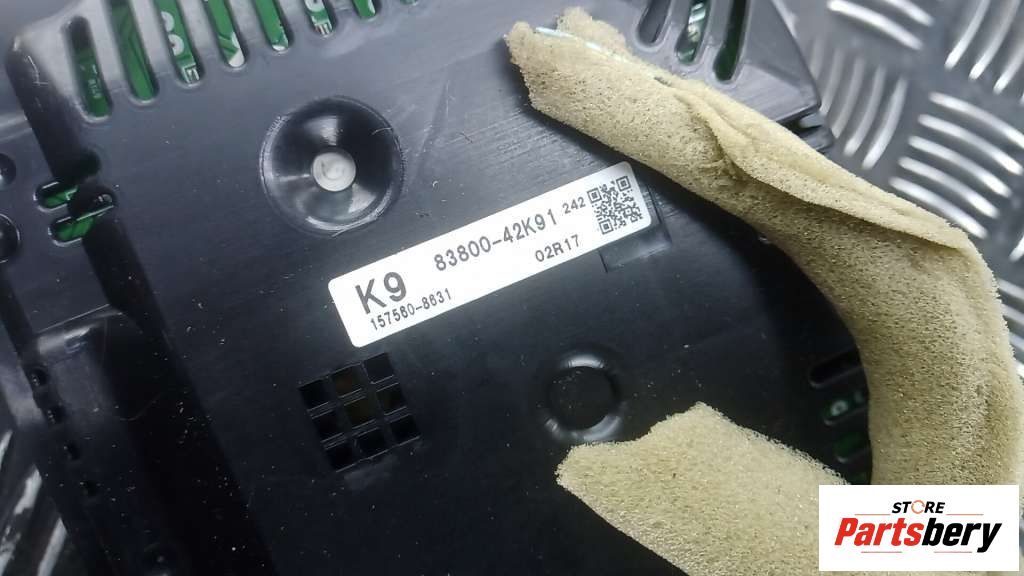 K9 83800-42K91 242
157560-8631 02R17
STORE
Partsbery